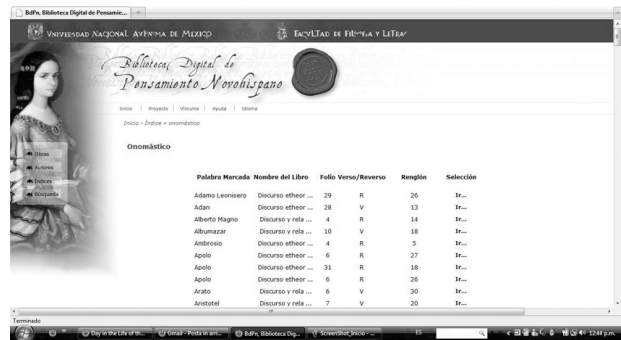 BdPn, Biblioteca Digital de Pensamie...
VNIVERSDAD NACJONAL AVFNºMA DE MEXICO
FACVLTAD DE FILºSºFIA Y LETRAS
Biblioteca Digital de
Pensamiento Novohispano
Inicio | Proyecto | Vínculos | Ayuda | Idioma
Inicio - Índice » onomástico
Obras
Autores
Índices
Búsqueda
Onomástico
Palabra Marcada Nombre del Libro Folio Verso/Reverso Renglón Selección
Adamo Leonisero Discurso etheor ... 29 R 26 Ir...
Adan Discurso etheor ... 28 V 13 Ir...
Alberto Magno Discurso y rela ... 4 R 14 Ir...
Albumazar Discurso y rela ... 10 V 18 Ir...
Ambrosio Discurso etheor ... 4 R 5 Ir...
Apolo Discurso etheor ... 6 R 27 Ir...
Apolo Discurso etheor ... 31 R 18 Ir...
Apolo Discurso etheor ... 6 R 26 Ir...
Arato Discurso y rela ... 6 V 30 Ir...
Aristotel Discurso y rela ... 7 V 20 Ir...
Terminado
Day in the Life of th... Gmail - Posta in arri... BdPn, Biblioteca Dig... ScreenShot_Inicio - ... ES 12:44 p.m.